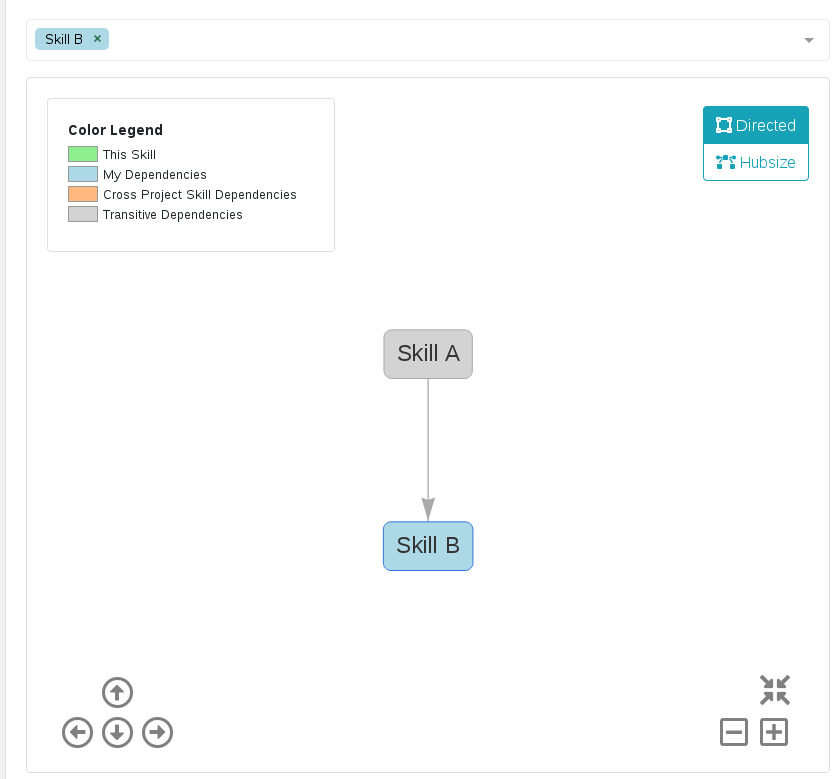 Skill B ×
Color Legend
This Skill
My Dependencies
Cross Project Skill Dependencies
Transitive Dependencies
Directed
Hubsize
Skill A
Skill B